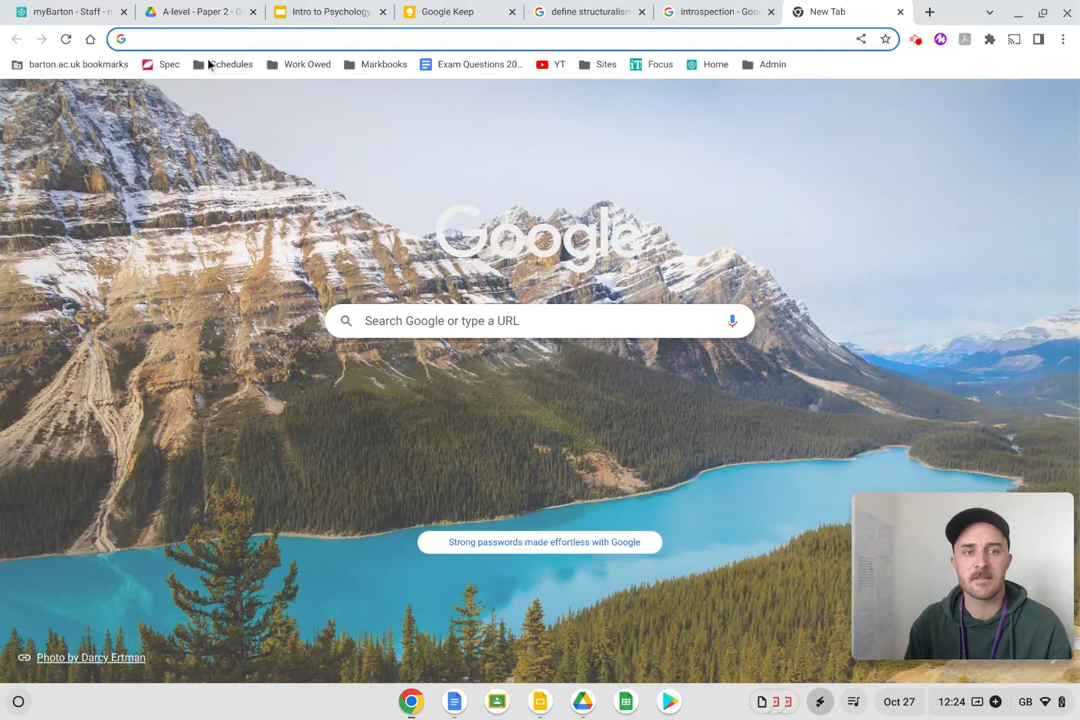 myBarton - Staff - n
A-level - Paper 2 - G
Intro to Psychology
Google Keep
define structuralism
introspection - Goo
New Tab
barton.ac.uk bookmarks
Spec
Schedules
Work Owed
Markbooks
Exam Questions 20...
YT
Sites
iT
Focus
Home
Admin
Google
Search Google or type a URL
Strong passwords made effortless with Google
Photo by Darcy Ertman
Oct 27
12:24
GB